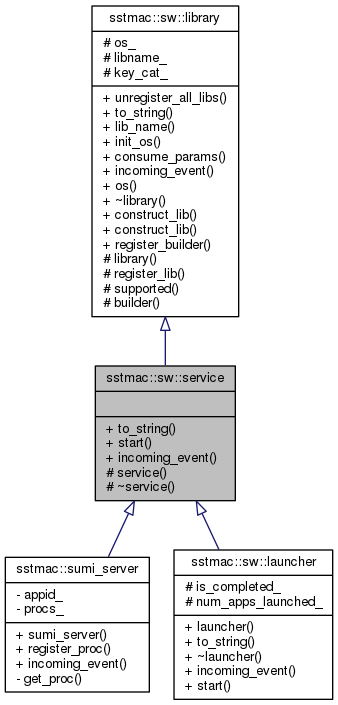 sstmac::sw::library
# os_
# libname_
# key_cat_
+ unregister_all_libs()
+ to_string()
+ lib_name()
+ init_os()
+ consume_params()
+ incoming_event()
+ os()
+ ~library()
+ construct_lib()
+ construct_lib()
+ register_builder()
# library()
# register_lib()
# supported()
# builder()
sstmac::sw::service
+ to_string()
+ start()
+ incoming_event()
# service()
# ~service()
sstmac::sumi_server
- appid_
- procs_
+ sumi_server()
+ register_proc()
+ incoming_event()
- get_proc()
sstmac::sw::launcher
# is_completed_
# num_apps_launched_
+ launcher()
+ to_string()
+ ~launcher()
+ incoming_event()
+ start()